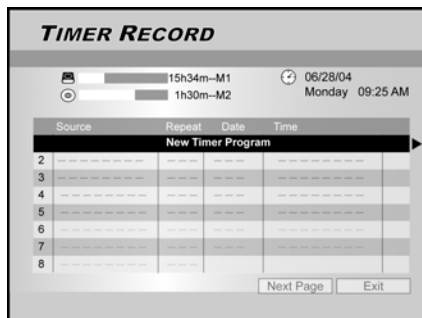 TIMER RECORD
15h34m--M1 06/28/04
1h30m--M2 Monday 09:25 AM
Source Repeat Date Time
New Timer Program
2 -------- --- --- --------
3 -------- --- --- --------
4 -------- --- --- --------
5 -------- --- --- --------
6 -------- --- --- --------
7 -------- --- --- --------
8 -------- --- --- --------
Next Page Exit